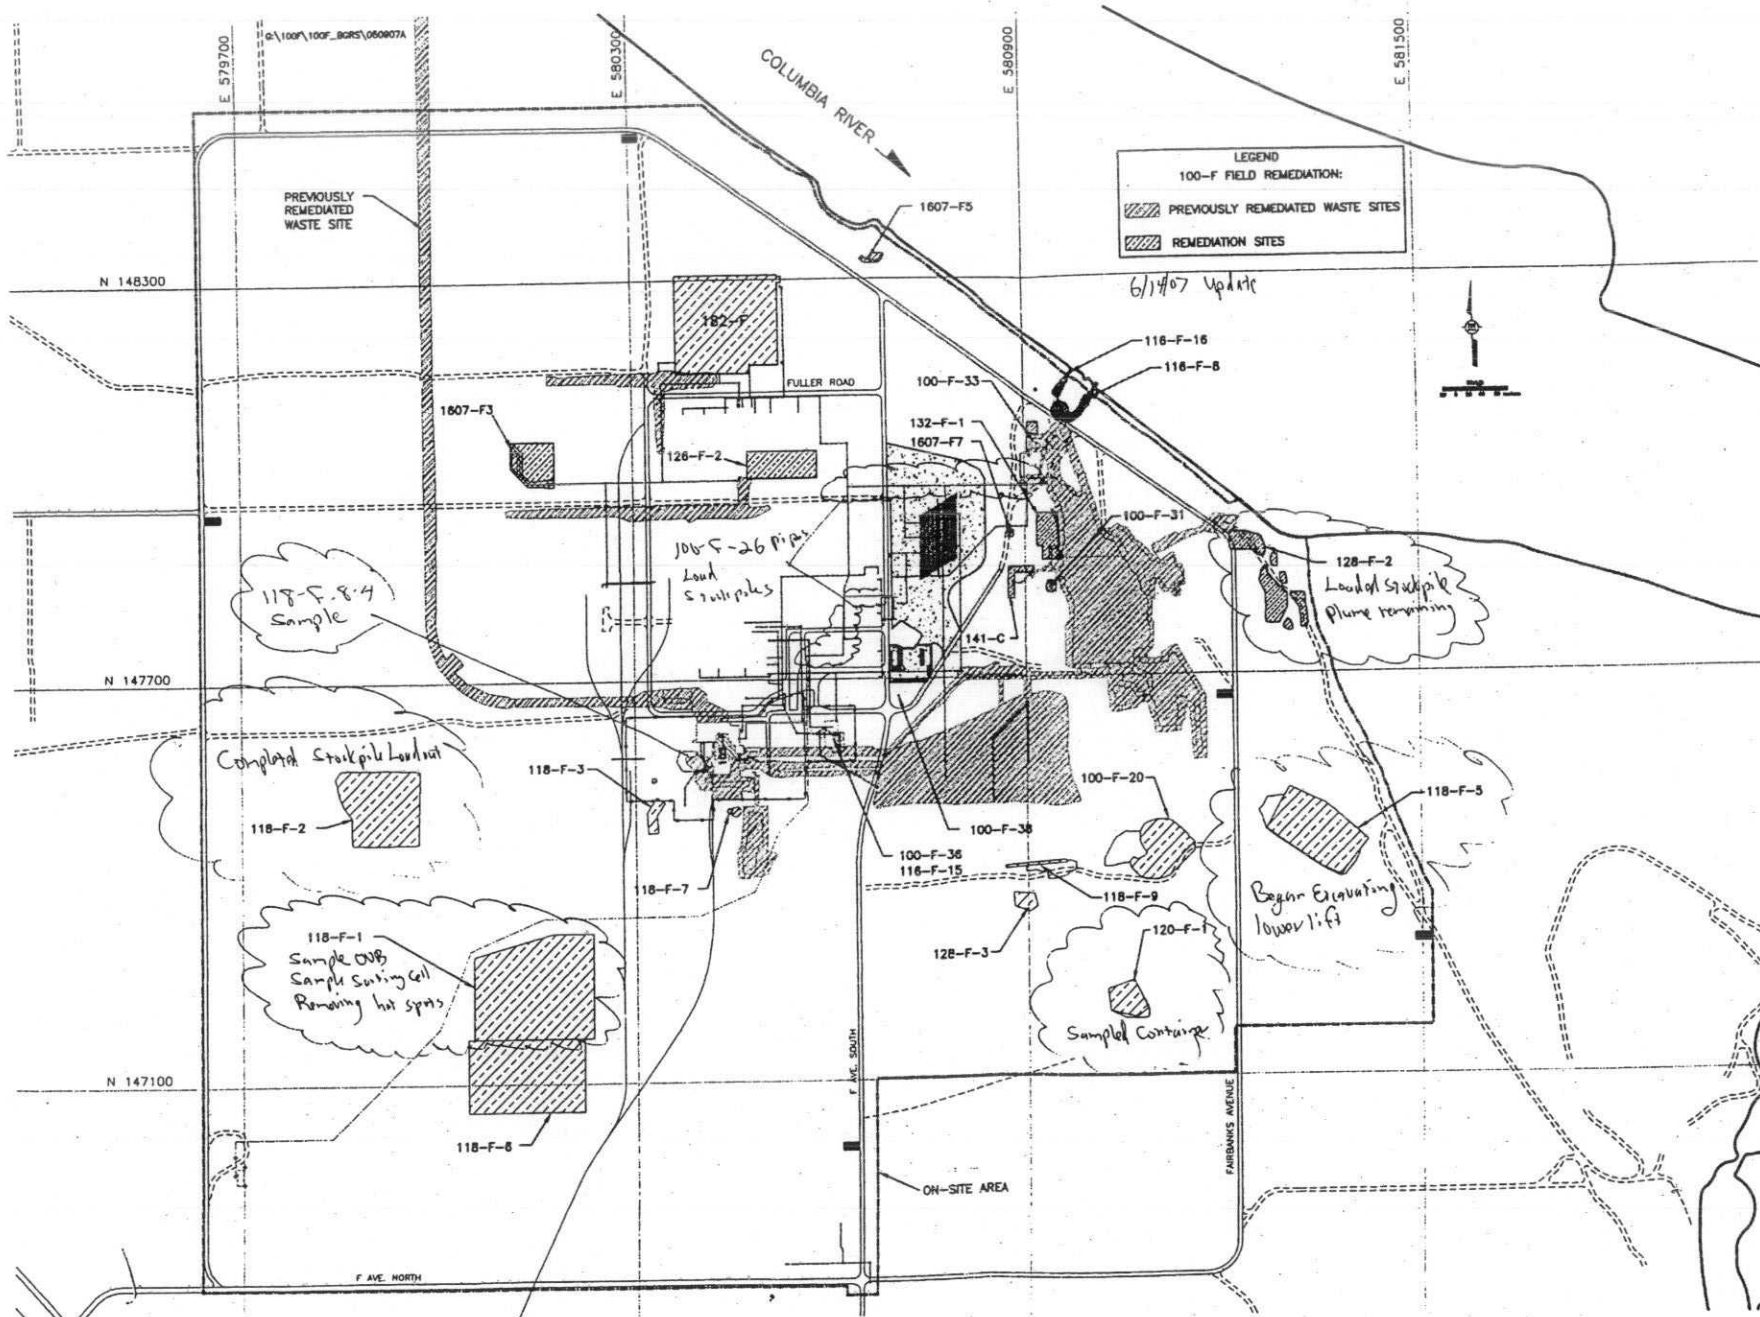 G:\100F\100F_BGRS\060907A
E 579700
E 580300
E 580900
E 581500
COLUMBIA RIVER
LEGEND
100-F FIELD REMEDIATION:
PREVIOUSLY REMEDIATED WASTE SITES
REMEDIATION SITES
6/14/07 Update
PREVIOUSLY
REMEDIATED
WASTE SITE
1607-F5
N 148300
182-F
116-F-16
116-F-8
FULLER ROAD
100-F-33
1607-F3
132-F-1
1607-F7
126-F-2
100-F-31
100-F-26 pipes
Load
Stockpiles
128-F-2
Loaded Stockpile
plume remaining
118-F-8-4
Sample
141-C
N 147700
Completed Stockpile Loadout
118-F-3
100-F-20
118-F-5
118-F-2
100-F-38
100-F-36
116-F-15
118-F-7
118-F-9
Began Excavating
lower lift
118-F-1
Sample OVB
Sample Sorting Cell
Removing hot spots
128-F-3
120-F-1
Sampled Container
N 147100
F AVE. SOUTH
FAIRBANKS AVENUE
118-F-6
ON-SITE AREA
F AVE. NORTH